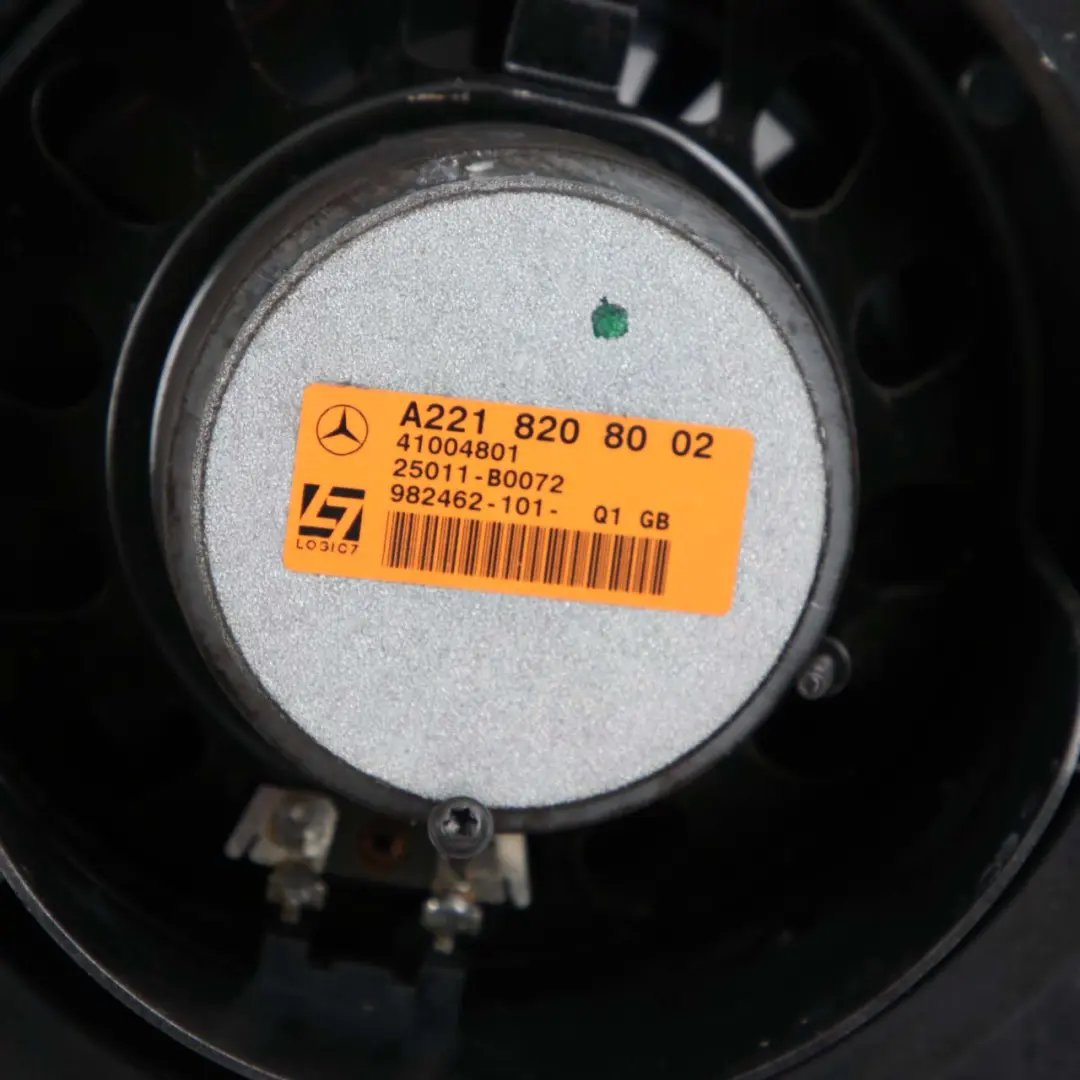 A221 820 80 02
41004801
25011-B0072
982462-101- Q1 GB
LOGIC7